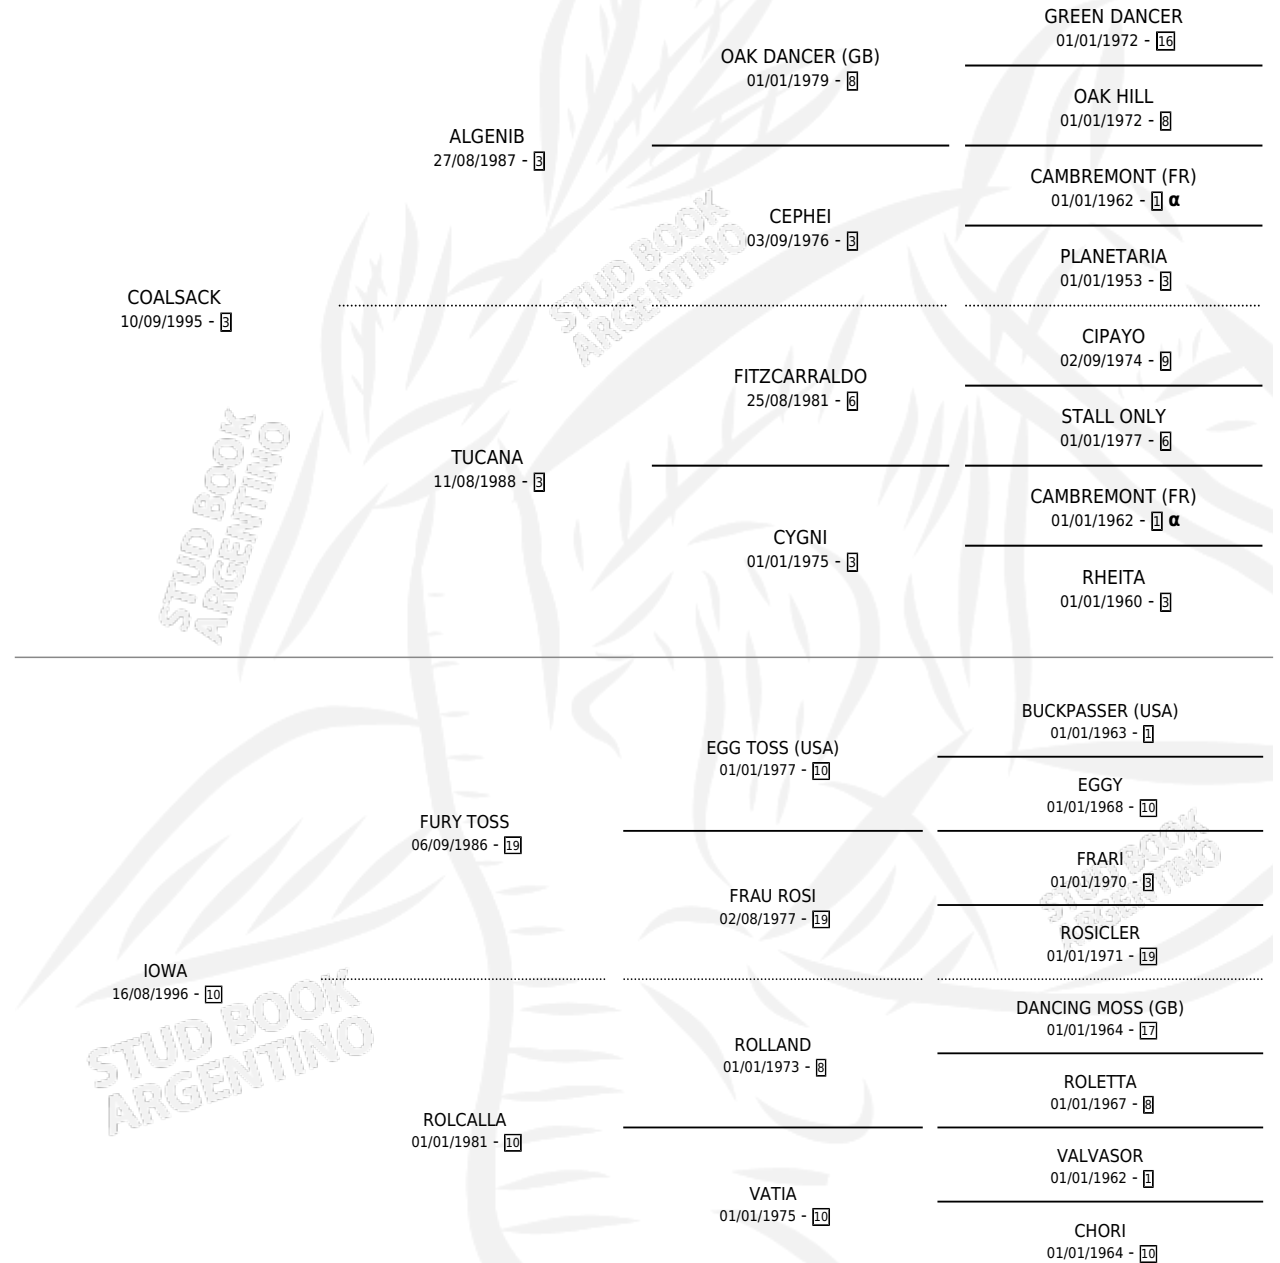 GREEN DANCER
01/01/1972 - 16
OAK DANCER (GB)
01/01/1979 - 8
OAK HILL
01/01/1972 - 8
ALGENIB
27/08/1987 - 3
CAMBREMONT (FR)
01/01/1962 - 1 α
CEPHEI
03/09/1976 - 3
PLANETARIA
01/01/1953 - 3
COALSACK
10/09/1995 - 3
CIPAYO
02/09/1974 - 9
FITZCARRALDO
25/08/1981 - 6
STALL ONLY
01/01/1977 - 6
TUCANA
11/08/1988 - 3
CAMBREMONT (FR)
01/01/1962 - 1 α
CYGNI
01/01/1975 - 3
RHEITA
01/01/1960 - 3
BUCKPASSER (USA)
01/01/1963 - 1
EGG TOSS (USA)
01/01/1977 - 10
EGGY
01/01/1968 - 10
FURY TOSS
06/09/1986 - 19
FRARI
01/01/1970 - 3
FRAU ROSI
02/08/1977 - 19
ROSICLER
01/01/1971 - 19
IOWA
16/08/1996 - 10
DANCING MOSS (GB)
01/01/1964 - 17
ROLLAND
01/01/1973 - 8
ROLETTA
01/01/1967 - 8
ROLCALLA
01/01/1981 - 10
VALVASOR
01/01/1962 - 1
VATIA
01/01/1975 - 10
CHORI
01/01/1964 - 10
STUD BOOK
ARGENTINO
STUD BOOK
ARGENTINO
STUD BOOK
ARGENTINO
STUD BOOK
ARGENTINO